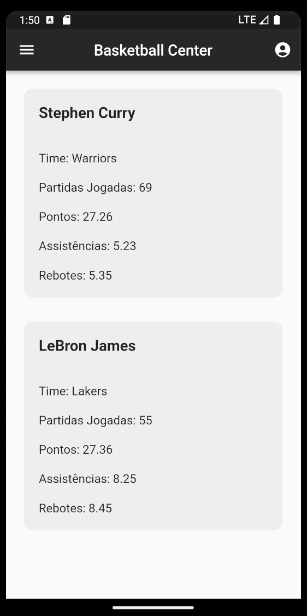 1:50 LTE
Basketball Center
Stephen Curry
Time: Warriors
Partidas Jogadas: 69
Pontos: 27.26
Assistências: 5.23
Rebotes: 5.35
LeBron James
Time: Lakers
Partidas Jogadas: 55
Pontos: 27.36
Assistências: 8.25
Rebotes: 8.45